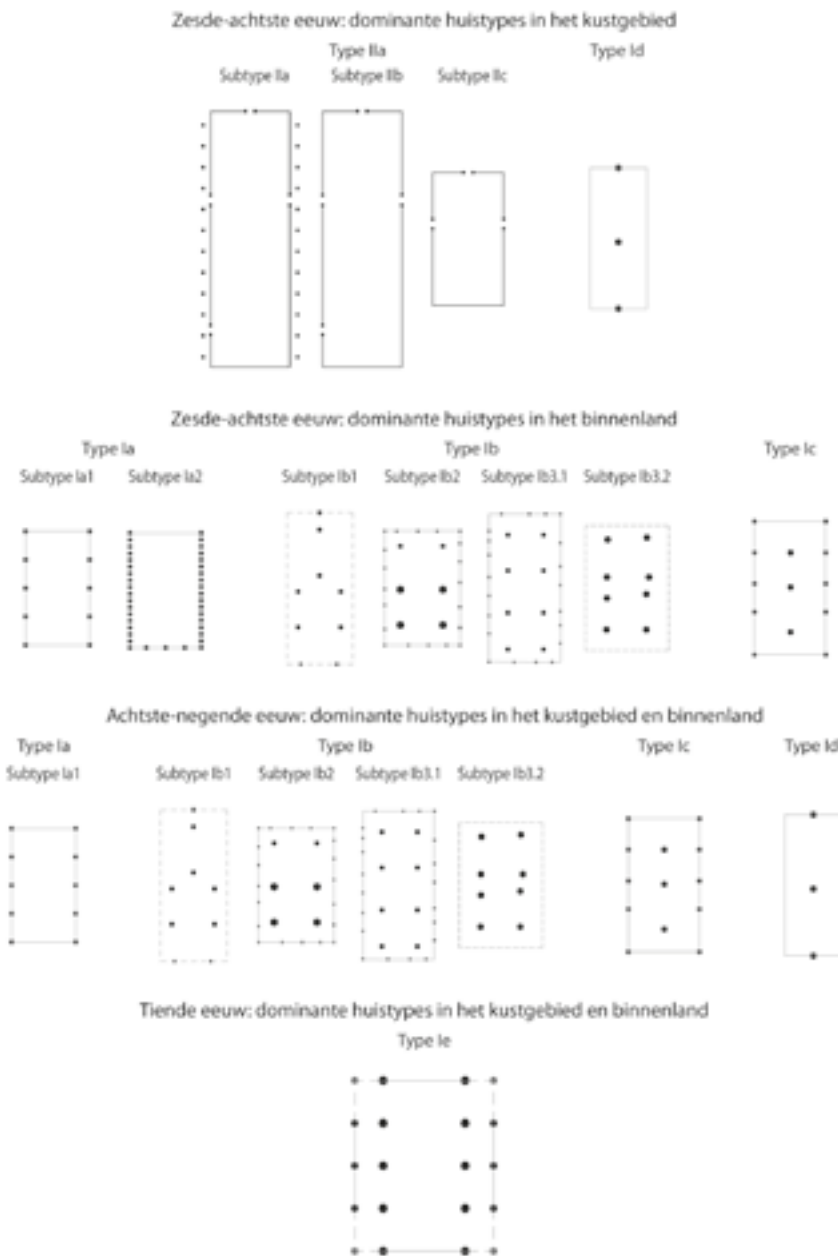 Zesde-achtste eeuw: dominante huistypes in het kustgebied
Type IIa Type Id
Subtype IIa Subtype IIb Subtype IIc
Zesde-achtste eeuw: dominante huistypes in het binnenland
Type Ia Type Ib Type Ic
Subtype Ia1 Subtype Ia2 Subtype Ib1 Subtype Ib2 Subtype Ib3.1 Subtype Ib3.2
Achtste-negende eeuw: dominante huistypes in het kustgebied en binnenland
Type Ia Type Ib Type Ic Type Id
Subtype Ia1 Subtype Ib1 Subtype Ib2 Subtype Ib3.1 Subtype Ib3.2
Tiende eeuw: dominante huistypes in het kustgebied en binnenland
Type Ie